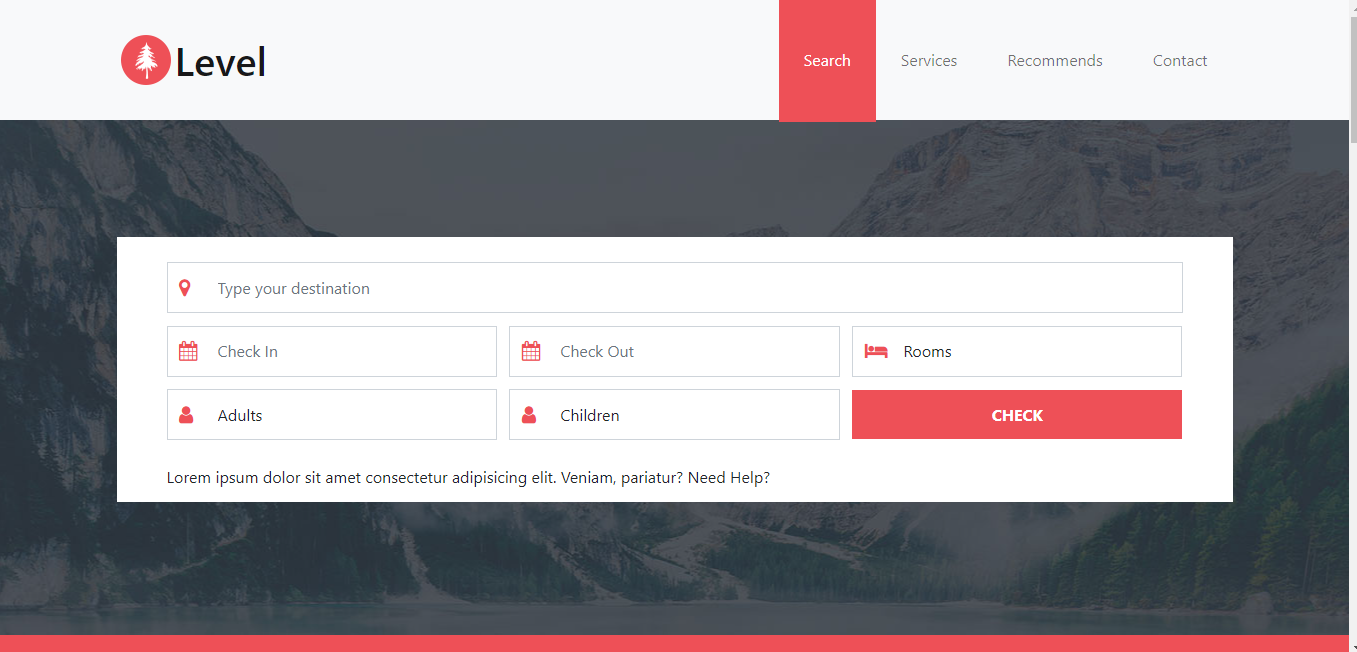 Level
Search Services Recommends Contact
Type your destination
Check In Check Out Rooms
Adults Children CHECK
Lorem ipsum dolor sit amet consectetur adipisicing elit. Veniam, pariatur? Need Help?